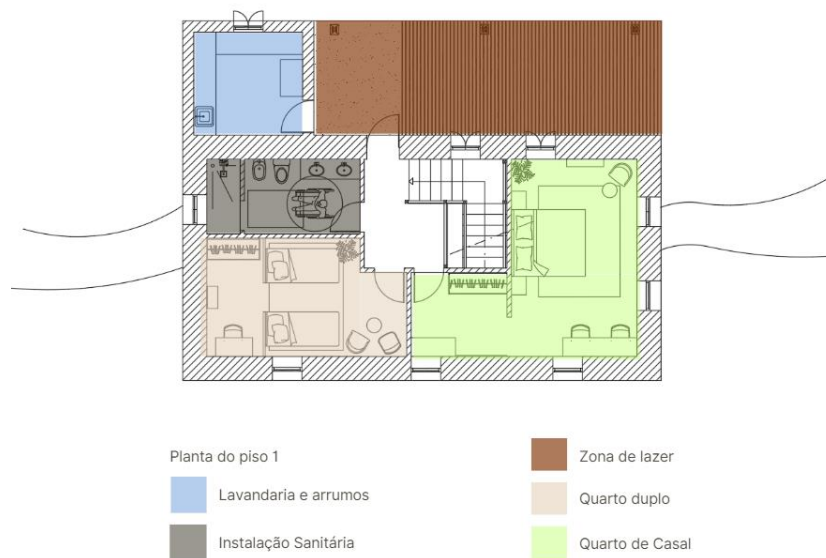 Planta do piso 1
Lavandaria e arrumos
Instalação Sanitária
Zona de lazer
Quarto duplo
Quarto de Casal